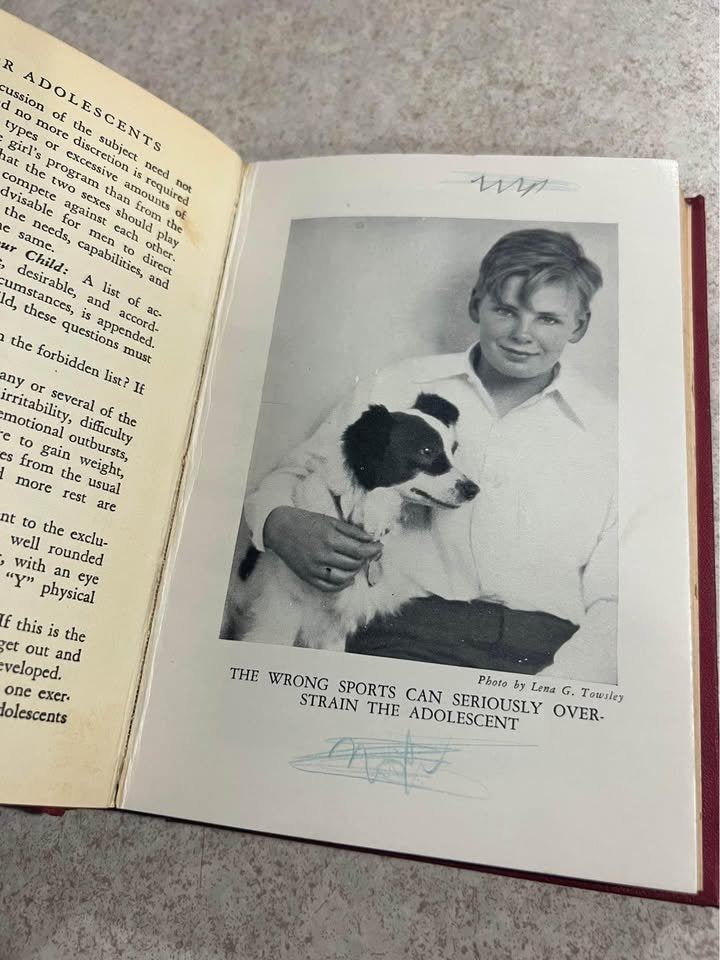 R ADOLESCENTS
cussion of the subject need not
d no more discretion is required
types or excessive amounts of
girl's program than from the
hat the two sexes should play
compete against each other.
dvisable for men to direct
the needs, capabilities, and
ne same.
ur Child: A list of ac-
, desirable, and accord-
cumstances, is appended.
ld, these questions must
the forbidden list? If
any or several of the
irritability, difficulty
emotional outbursts,
re to gain weight,
es from the usual
more rest are
nt to the exclu-
well rounded
, with an eye
"Y" physical
If this is the
get out and
eveloped.
one exer-
dolescents
Photo by Lena G. Towsley
THE WRONG SPORTS CAN SERIOUSLY OVER-
STRAIN THE ADOLESCENT